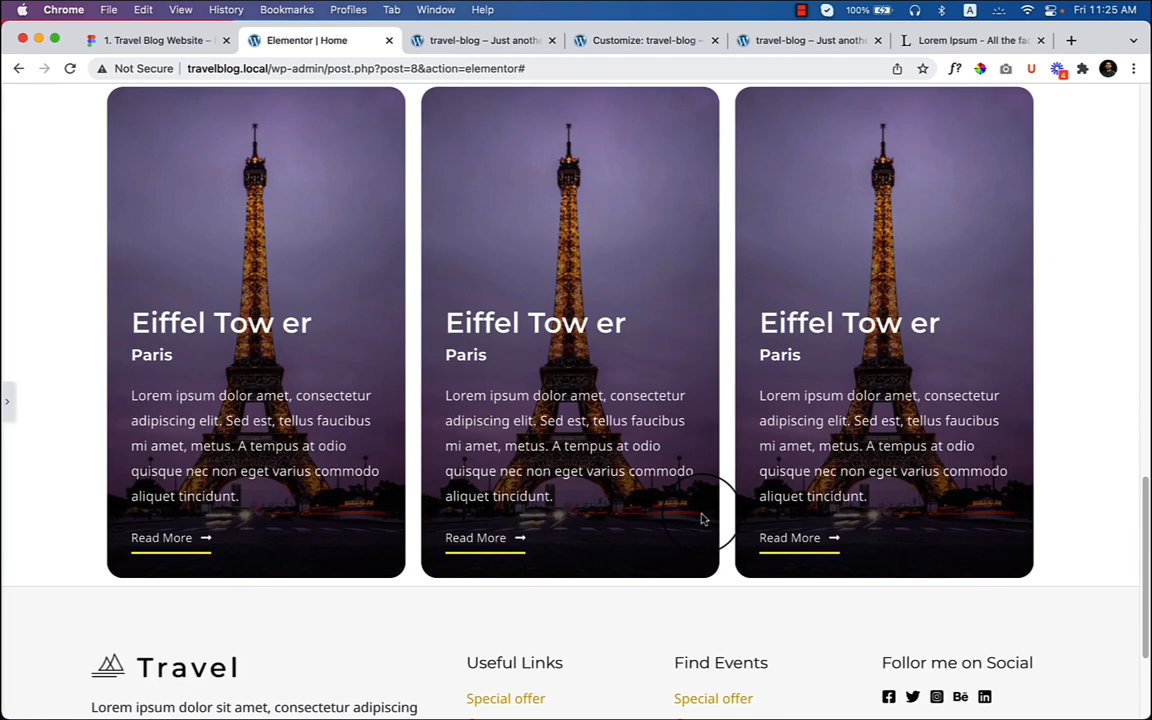 Chrome File Edit View History Bookmarks Profiles Tab Window Help 100% A Fri 11:25 AM
1. Travel Blog Website –
Elementor | Home
travel-blog – Just anoth
Customize: travel-blog –
travel-blog – Just anoth
Lorem Ipsum - All the fac
Not Secure travelblog.local/wp-admin/post.php?post=8&action=elementor#
f? U 4
Eiffel Tow er
Paris
Lorem ipsum dolor amet, consectetur
adipiscing elit. Sed est, tellus faucibus
mi amet, metus. A tempus at odio
quisque nec non eget varius commodo
aliquet tincidunt.
Read More
Eiffel Tow er
Paris
Lorem ipsum dolor amet, consectetur
adipiscing elit. Sed est, tellus faucibus
mi amet, metus. A tempus at odio
quisque nec non eget varius commodo
aliquet tincidunt.
Read More
Eiffel Tow er
Paris
Lorem ipsum dolor amet, consectetur
adipiscing elit. Sed est, tellus faucibus
mi amet, metus. A tempus at odio
quisque nec non eget varius commodo
aliquet tincidunt.
Read More
Travel
Lorem ipsum dolor sit amet, consectetur adipiscing
Useful Links
Special offer
Find Events
Special offer
Follor me on Social
Bē